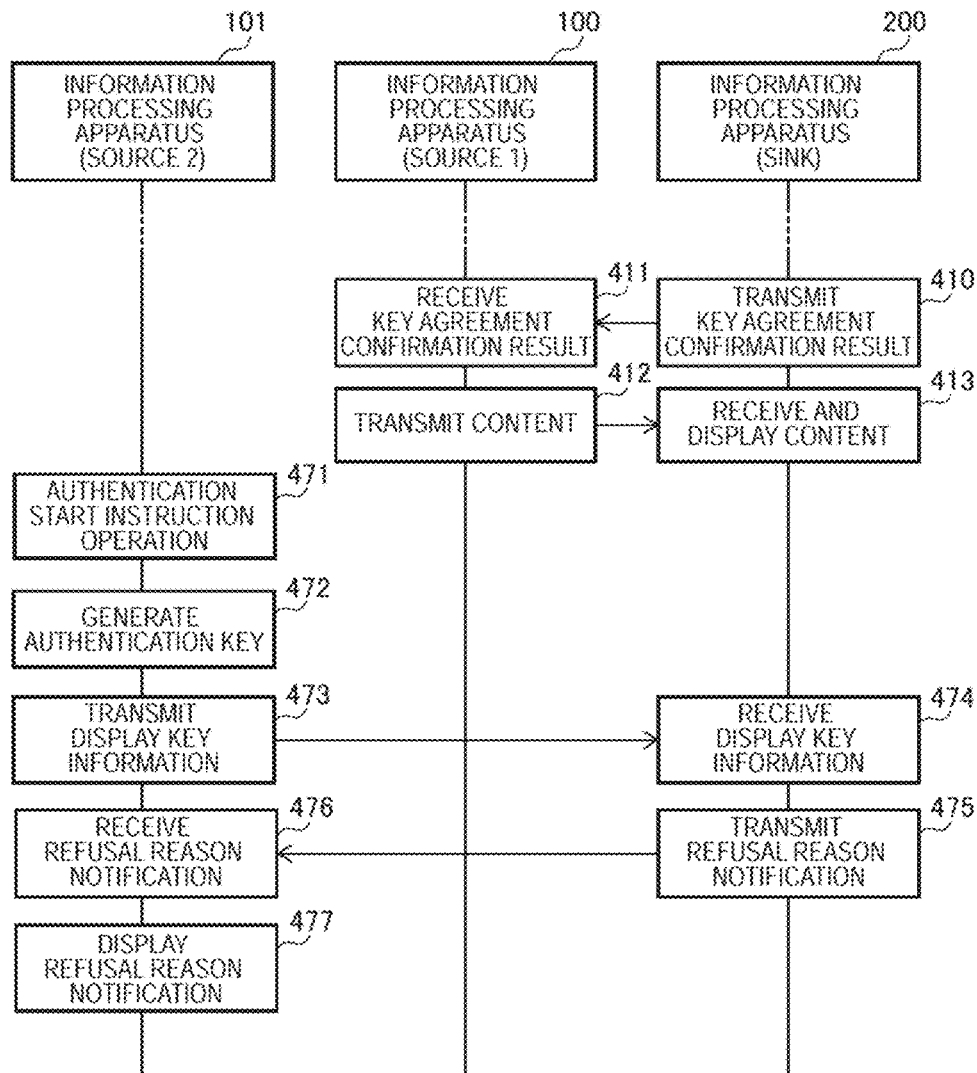 101
100
200
INFORMATION
PROCESSING
APPARATUS
(SOURCE 2)
INFORMATION
PROCESSING
APPARATUS
(SOURCE 1)
INFORMATION
PROCESSING
APPARATUS
(SINK)
411
RECEIVE
KEY AGREEMENT
CONFIRMATION RESULT
410
TRANSMIT
KEY AGREEMENT
CONFIRMATION RESULT
412
TRANSMIT CONTENT
413
RECEIVE AND
DISPLAY CONTENT
471
AUTHENTICATION
START INSTRUCTION
OPERATION
472
GENERATE
AUTHENTICATION KEY
473
TRANSMIT
DISPLAY KEY
INFORMATION
474
RECEIVE
DISPLAY KEY
INFORMATION
476
RECEIVE
REFUSAL REASON
NOTIFICATION
475
TRANSMIT
REFUSAL REASON
NOTIFICATION
477
DISPLAY
REFUSAL REASON
NOTIFICATION